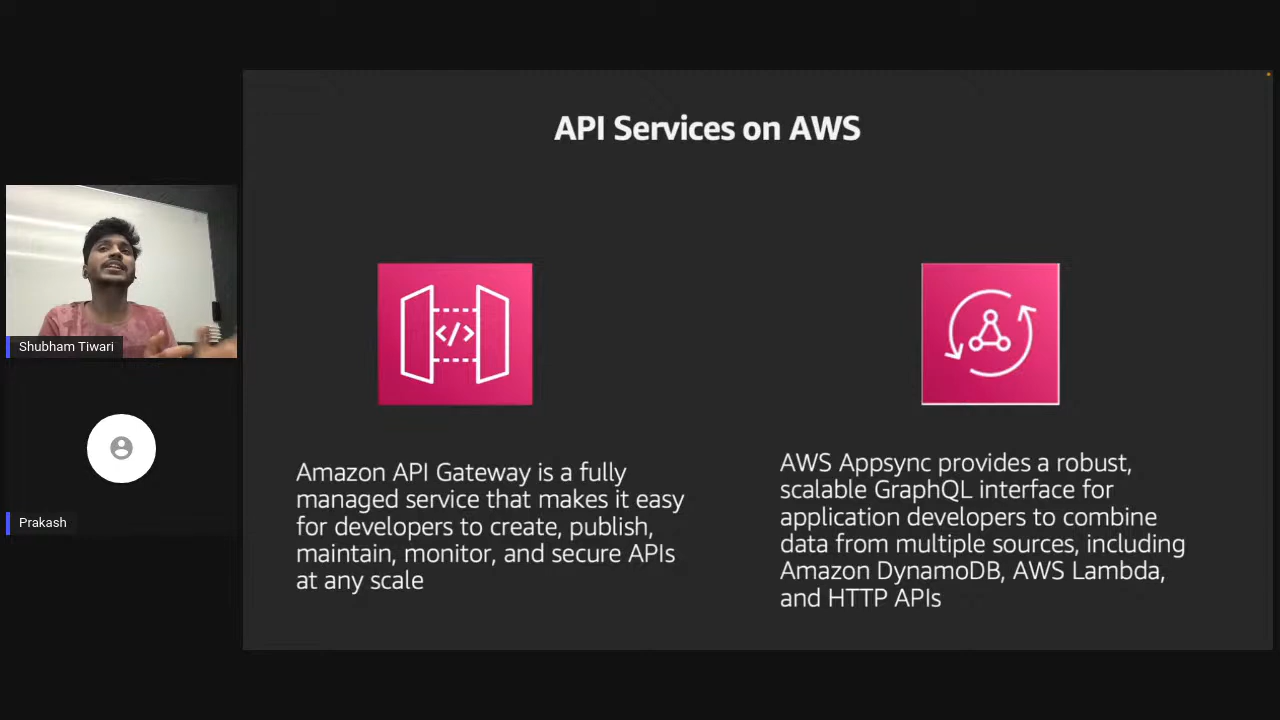 API Services on AWS
</>
Shubham Tiwari
Prakash
Amazon API Gateway is a fully
managed service that makes it easy
for developers to create, publish,
maintain, monitor, and secure APIs
at any scale
AWS Appsync provides a robust,
scalable GraphQL interface for
application developers to combine
data from multiple sources, including
Amazon DynamoDB, AWS Lambda,
and HTTP APIs